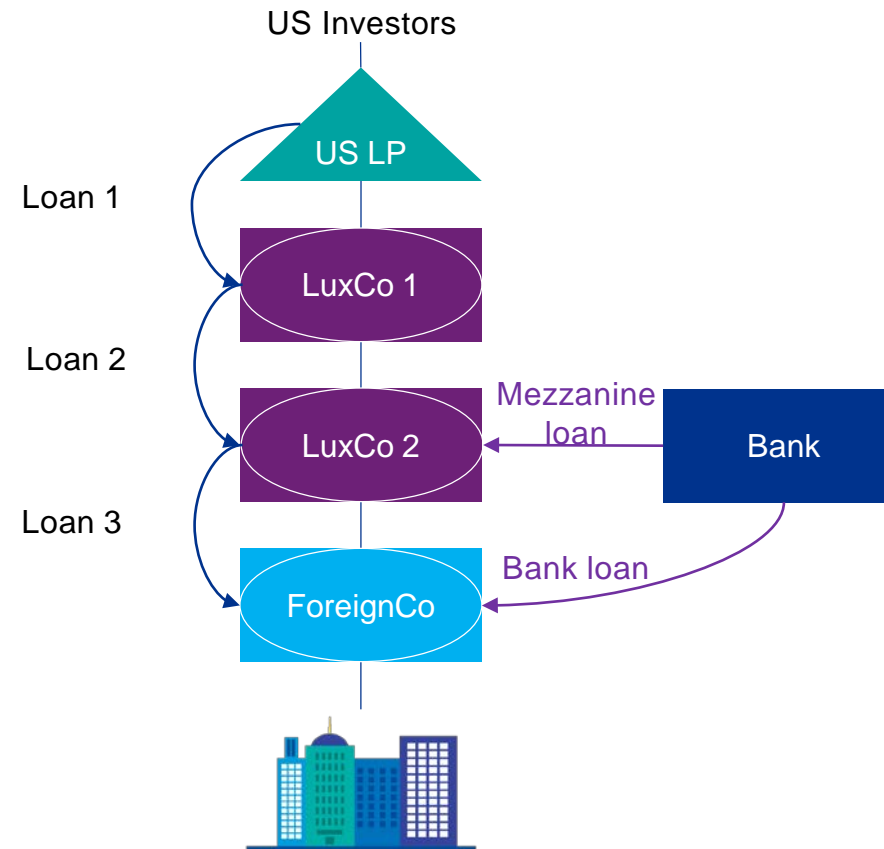 US Investors
US LP
Loan 1
LuxCo 1
Loan 2
Mezzanine
loan
LuxCo 2
Bank
Loan 3
Bank loan
ForeignCo